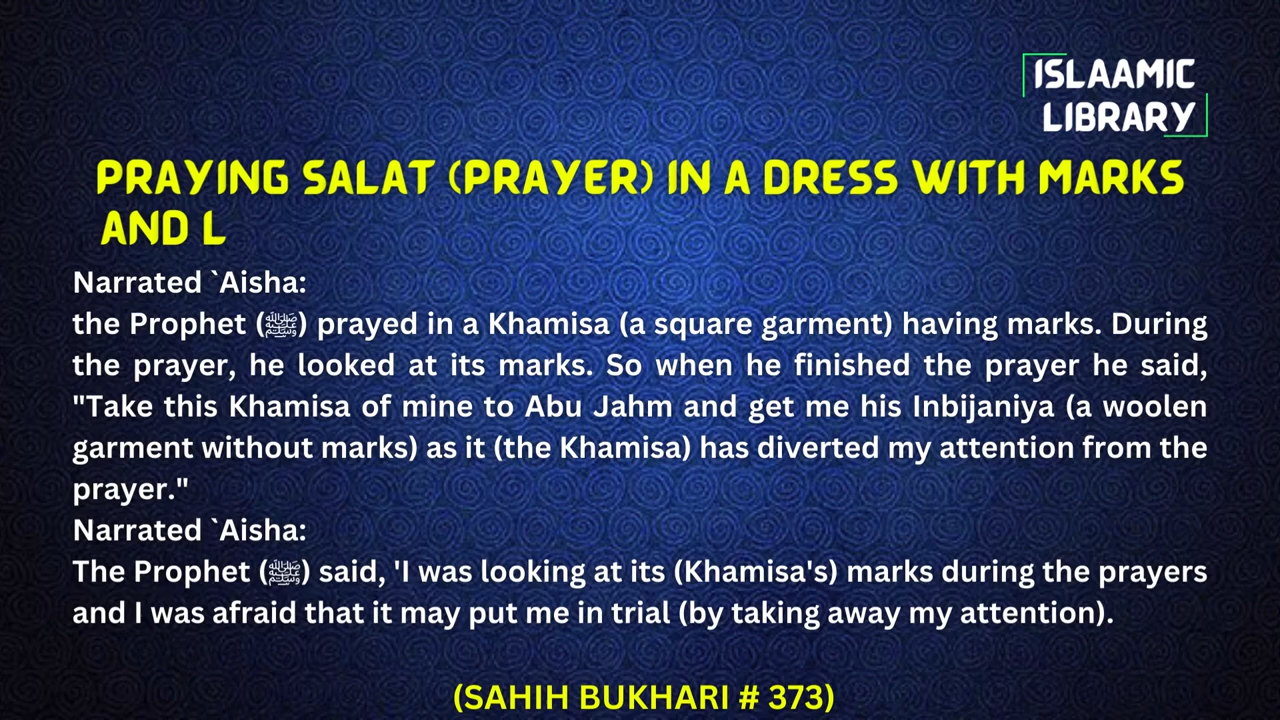 ISLAAMIC
LIBRARY
PRAYING SALAT (PRAYER) IN A DRESS WITH MARKS
AND L
Narrated `Aisha:
the Prophet (ﷺ) prayed in a Khamisa (a square garment) having marks. During
the prayer, he looked at its marks. So when he finished the prayer he said,
"Take this Khamisa of mine to Abu Jahm and get me his Inbijaniya (a woolen
garment without marks) as it (the Khamisa) has diverted my attention from the
prayer."
Narrated `Aisha:
The Prophet (ﷺ) said, 'I was looking at its (Khamisa's) marks during the prayers
and I was afraid that it may put me in trial (by taking away my attention).
(SAHIH BUKHARI # 373)